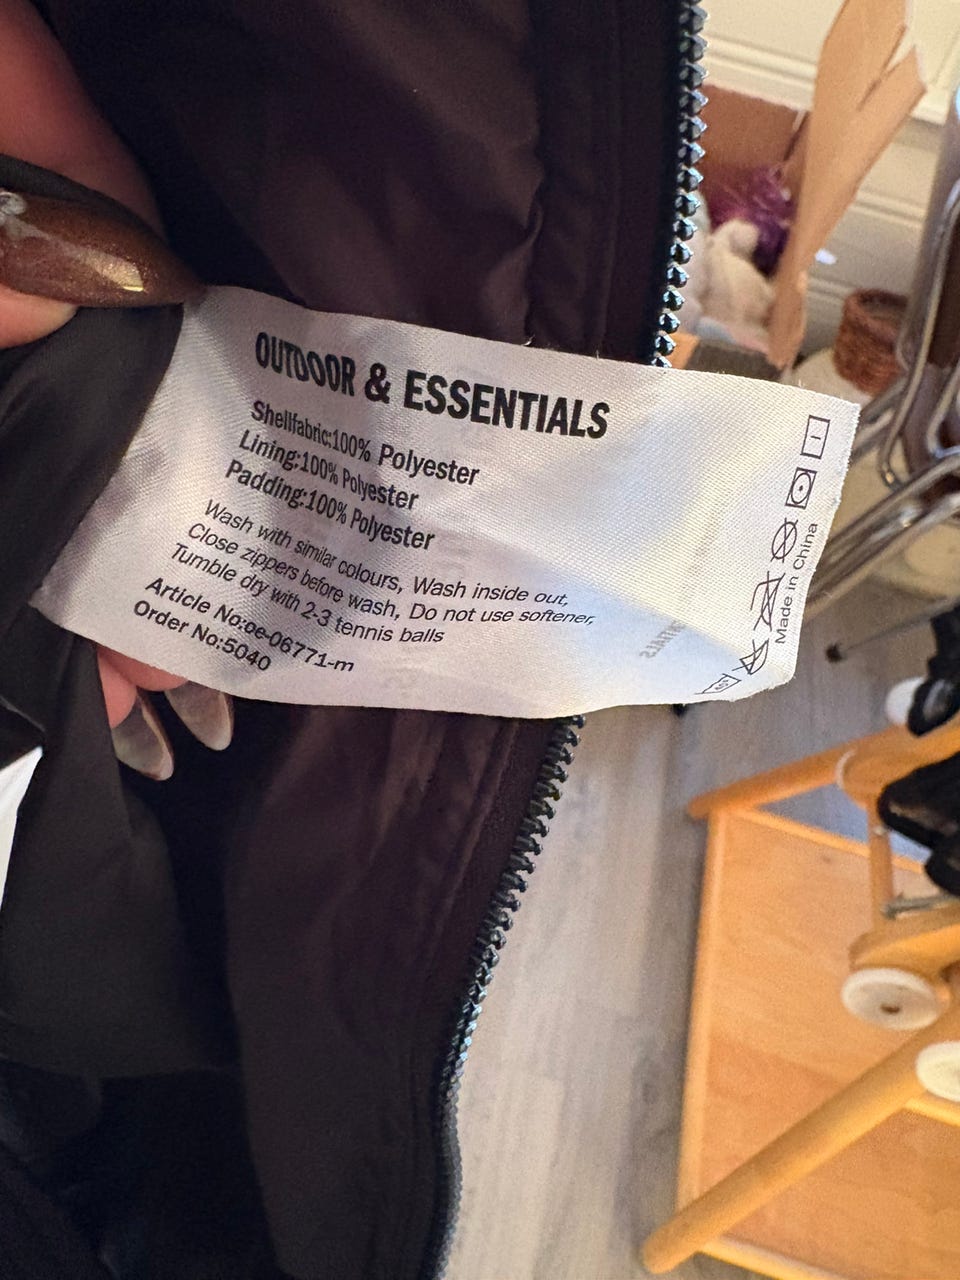 OUTDOOR & ESSENTIALS
Shellfabric:100% Polyester
Lining:100% Polyester
Padding:100% Polyester
Wash with similar colours, Wash inside out,
Close zippers before wash, Do not use softener,
Tumble dry with 2-3 tennis balls
Article No:oe-06771-m
Order No:5040
Made in China